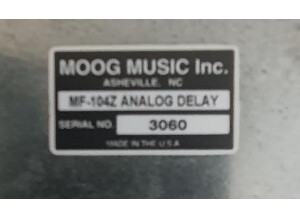 MOOG MUSIC Inc.
ASHEVILLE, NC
MF-104Z ANALOG DELAY
SERIAL NO. 3060
MADE IN THE U.S.A